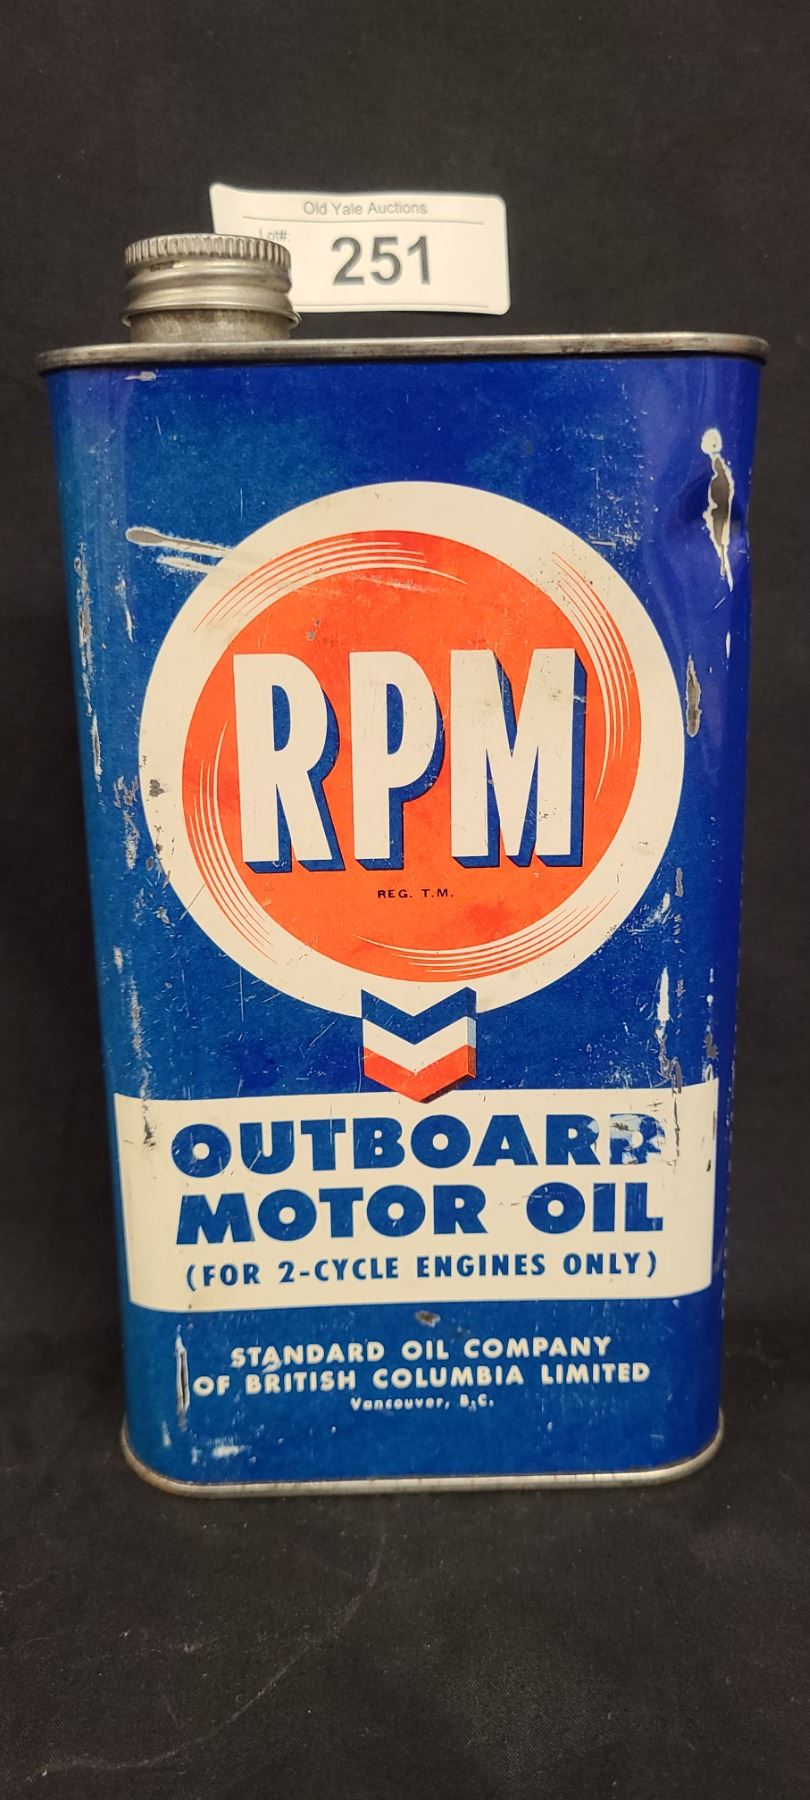 Old Yale Auctions
Lot#:
251
RPM
REG. T.M.
OUTBOARD
MOTOR OIL
(FOR 2-CYCLE ENGINES ONLY)
STANDARD OIL COMPANY
OF BRITISH COLUMBIA LIMITED
Vancouver, B.C.